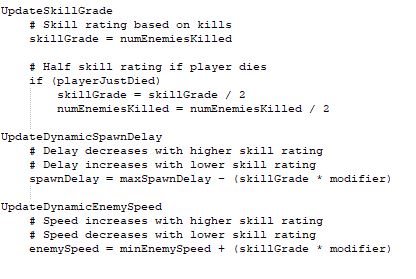 UpdateSkillGrade
# Skill rating based on kills
skillGrade = numEnemiesKilled
# Half skill rating if player dies
if (playerJustDied)
skillGrade = skillGrade / 2
numEnemiesKilled = numEnemiesKilled / 2
UpdateDynamicSpawnDelay
# Delay decreases with higher skill rating
# Delay increases with lower skill rating
spawnDelay = maxSpawnDelay - (skillGrade * modifier)
UpdateDynamicEnemySpeed
# Speed increases with higher skill rating
# Speed decreases with lower skill rating
enemySpeed = minEnemySpeed + (skillGrade * modifier)